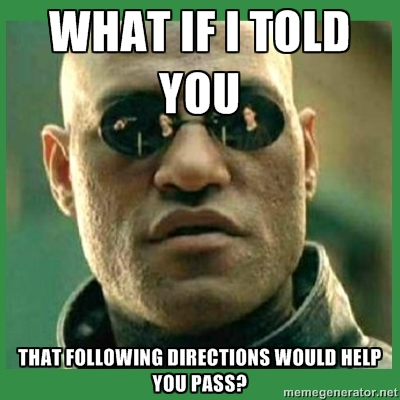 WHAT IF I TOLD
YOU
THAT FOLLOWING DIRECTIONS WOULD HELP
YOU PASS?
memegenerator.net